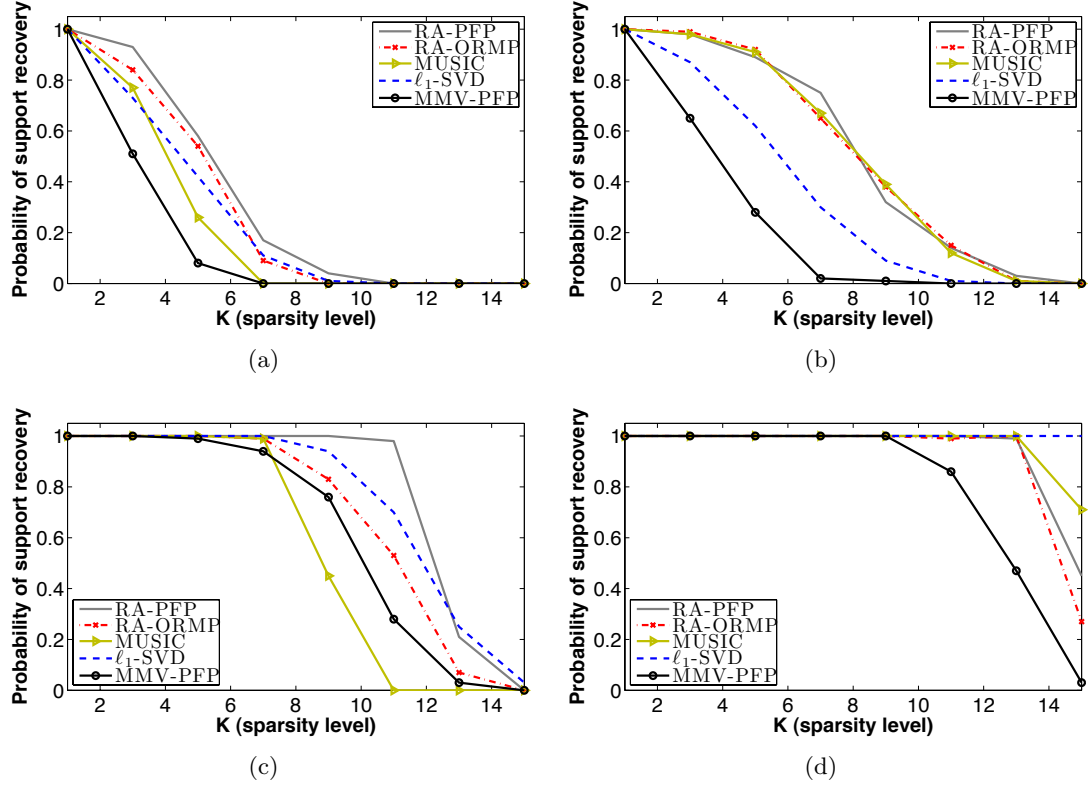 Probability of support recovery
1
0.8
0.6
0.4
0.2
0
2 4 6 8 10 12 14
K (sparsity level)
RA-PFP
RA-ORMP
MUSIC
ℓ₁-SVD
MMV-PFP
(a)
Probability of support recovery
1
0.8
0.6
0.4
0.2
0
2 4 6 8 10 12 14
K (sparsity level)
RA-PFP
RA-ORMP
MUSIC
ℓ₁-SVD
MMV-PFP
(b)
Probability of support recovery
1
0.8
0.6
0.4
0.2
0
2 4 6 8 10 12 14
K (sparsity level)
RA-PFP
RA-ORMP
MUSIC
ℓ₁-SVD
MMV-PFP
(c)
Probability of support recovery
1
0.8
0.6
0.4
0.2
0
2 4 6 8 10 12 14
K (sparsity level)
RA-PFP
RA-ORMP
MUSIC
ℓ₁-SVD
MMV-PFP
(d)